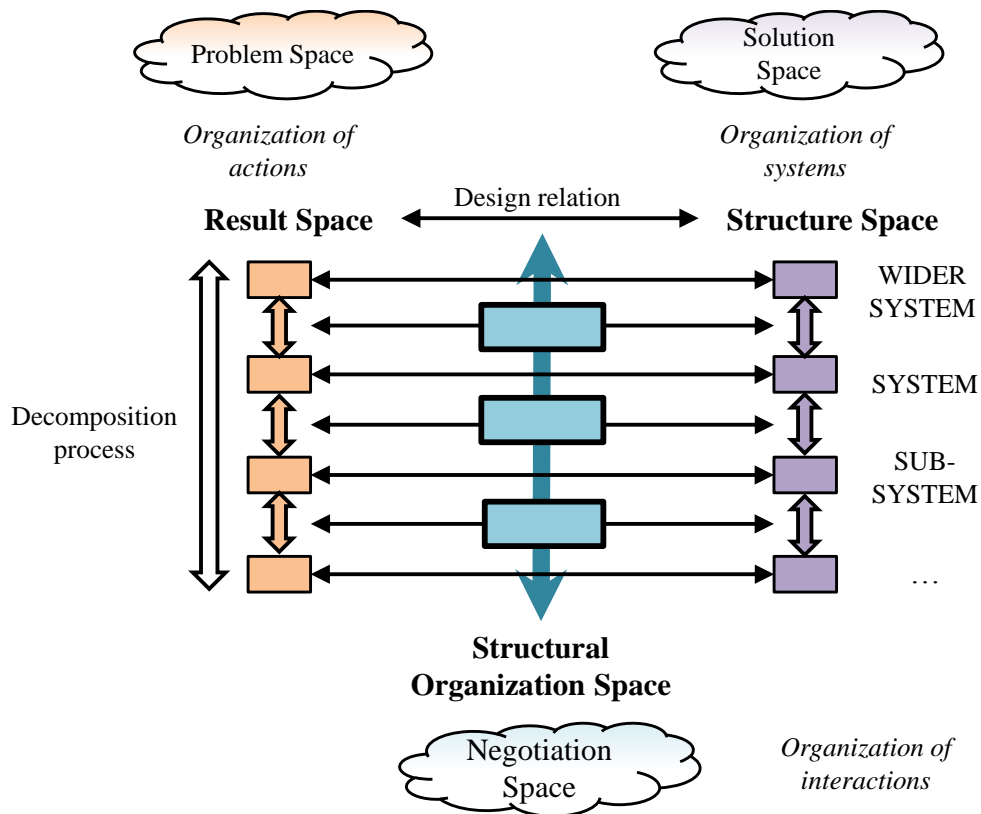 Problem Space
Solution
Space
Organization of
actions
Organization of
systems
Design relation
Result Space
Structure Space
WIDER
SYSTEM
SYSTEM
Decomposition
process
SUB-
SYSTEM
…
Structural
Organization Space
Negotiation
Space
Organization of
interactions